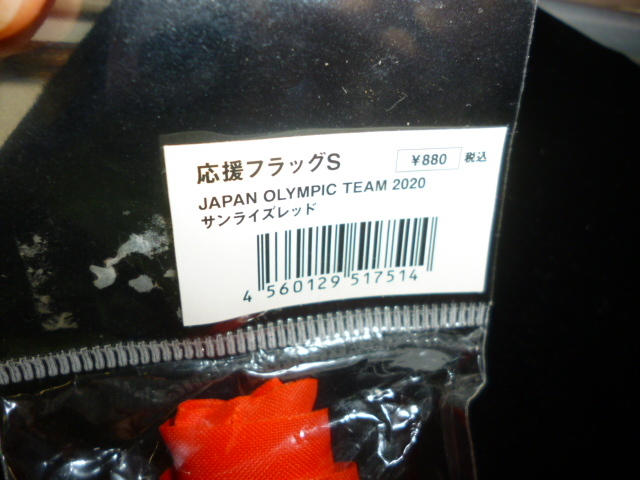 応援フラッグS ¥880 税込
JAPAN OLYMPIC TEAM 2020
サンライズレッド
4 560129 517514